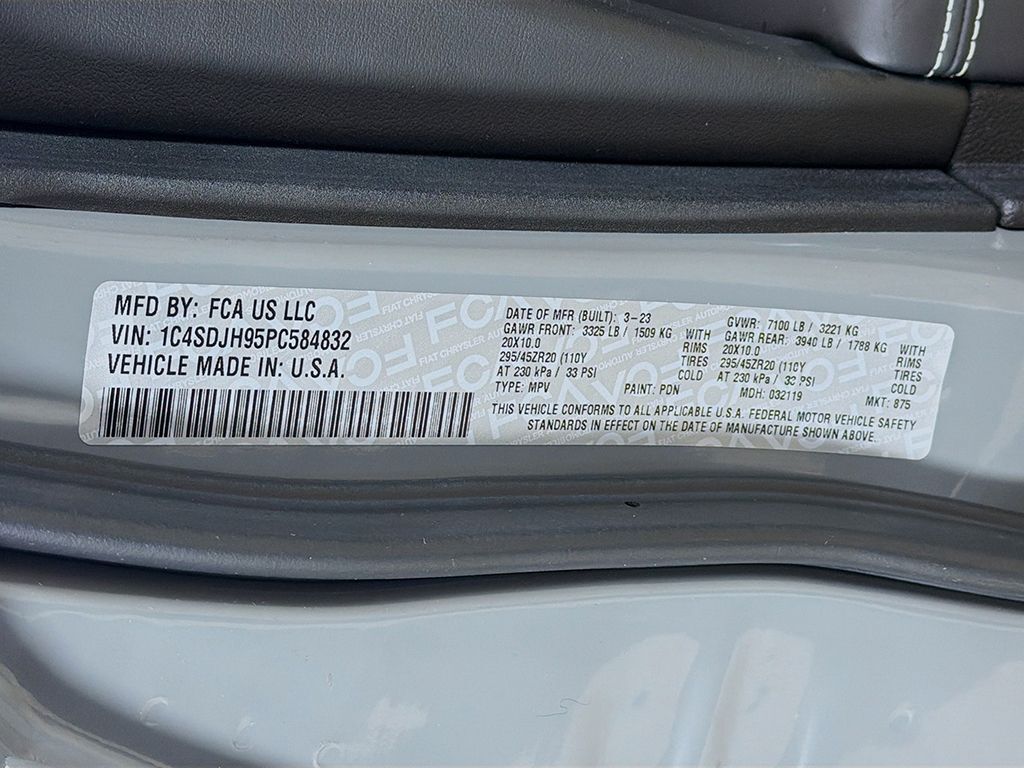 MFD BY: FCA US LLC
VIN: 1C4SDJH95PC584832
VEHICLE MADE IN: U.S.A.
DATE OF MFR (BUILT): 3-23
GAWR FRONT: 3325 LB / 1509 KG WITH
20X10.0 RIMS
295/45ZR20 (110Y TIRES
AT 230 kPa / 33 PSI COLD
TYPE: MPV PAINT: PDN
GVWR: 7100 LB / 3221 KG
GAWR REAR: 3940 LB / 1788 KG WITH
20X10.0 RIMS
295/45ZR20 (110Y TIRES
AT 230 kPa / 33 PSI COLD
MDH: 032119 MKT: 875
THIS VEHICLE CONFORMS TO ALL APPLICABLE U.S.A. FEDERAL MOTOR VEHICLE SAFETY
STANDARDS IN EFFECT ON THE DATE OF MANUFACTURE SHOWN ABOVE.